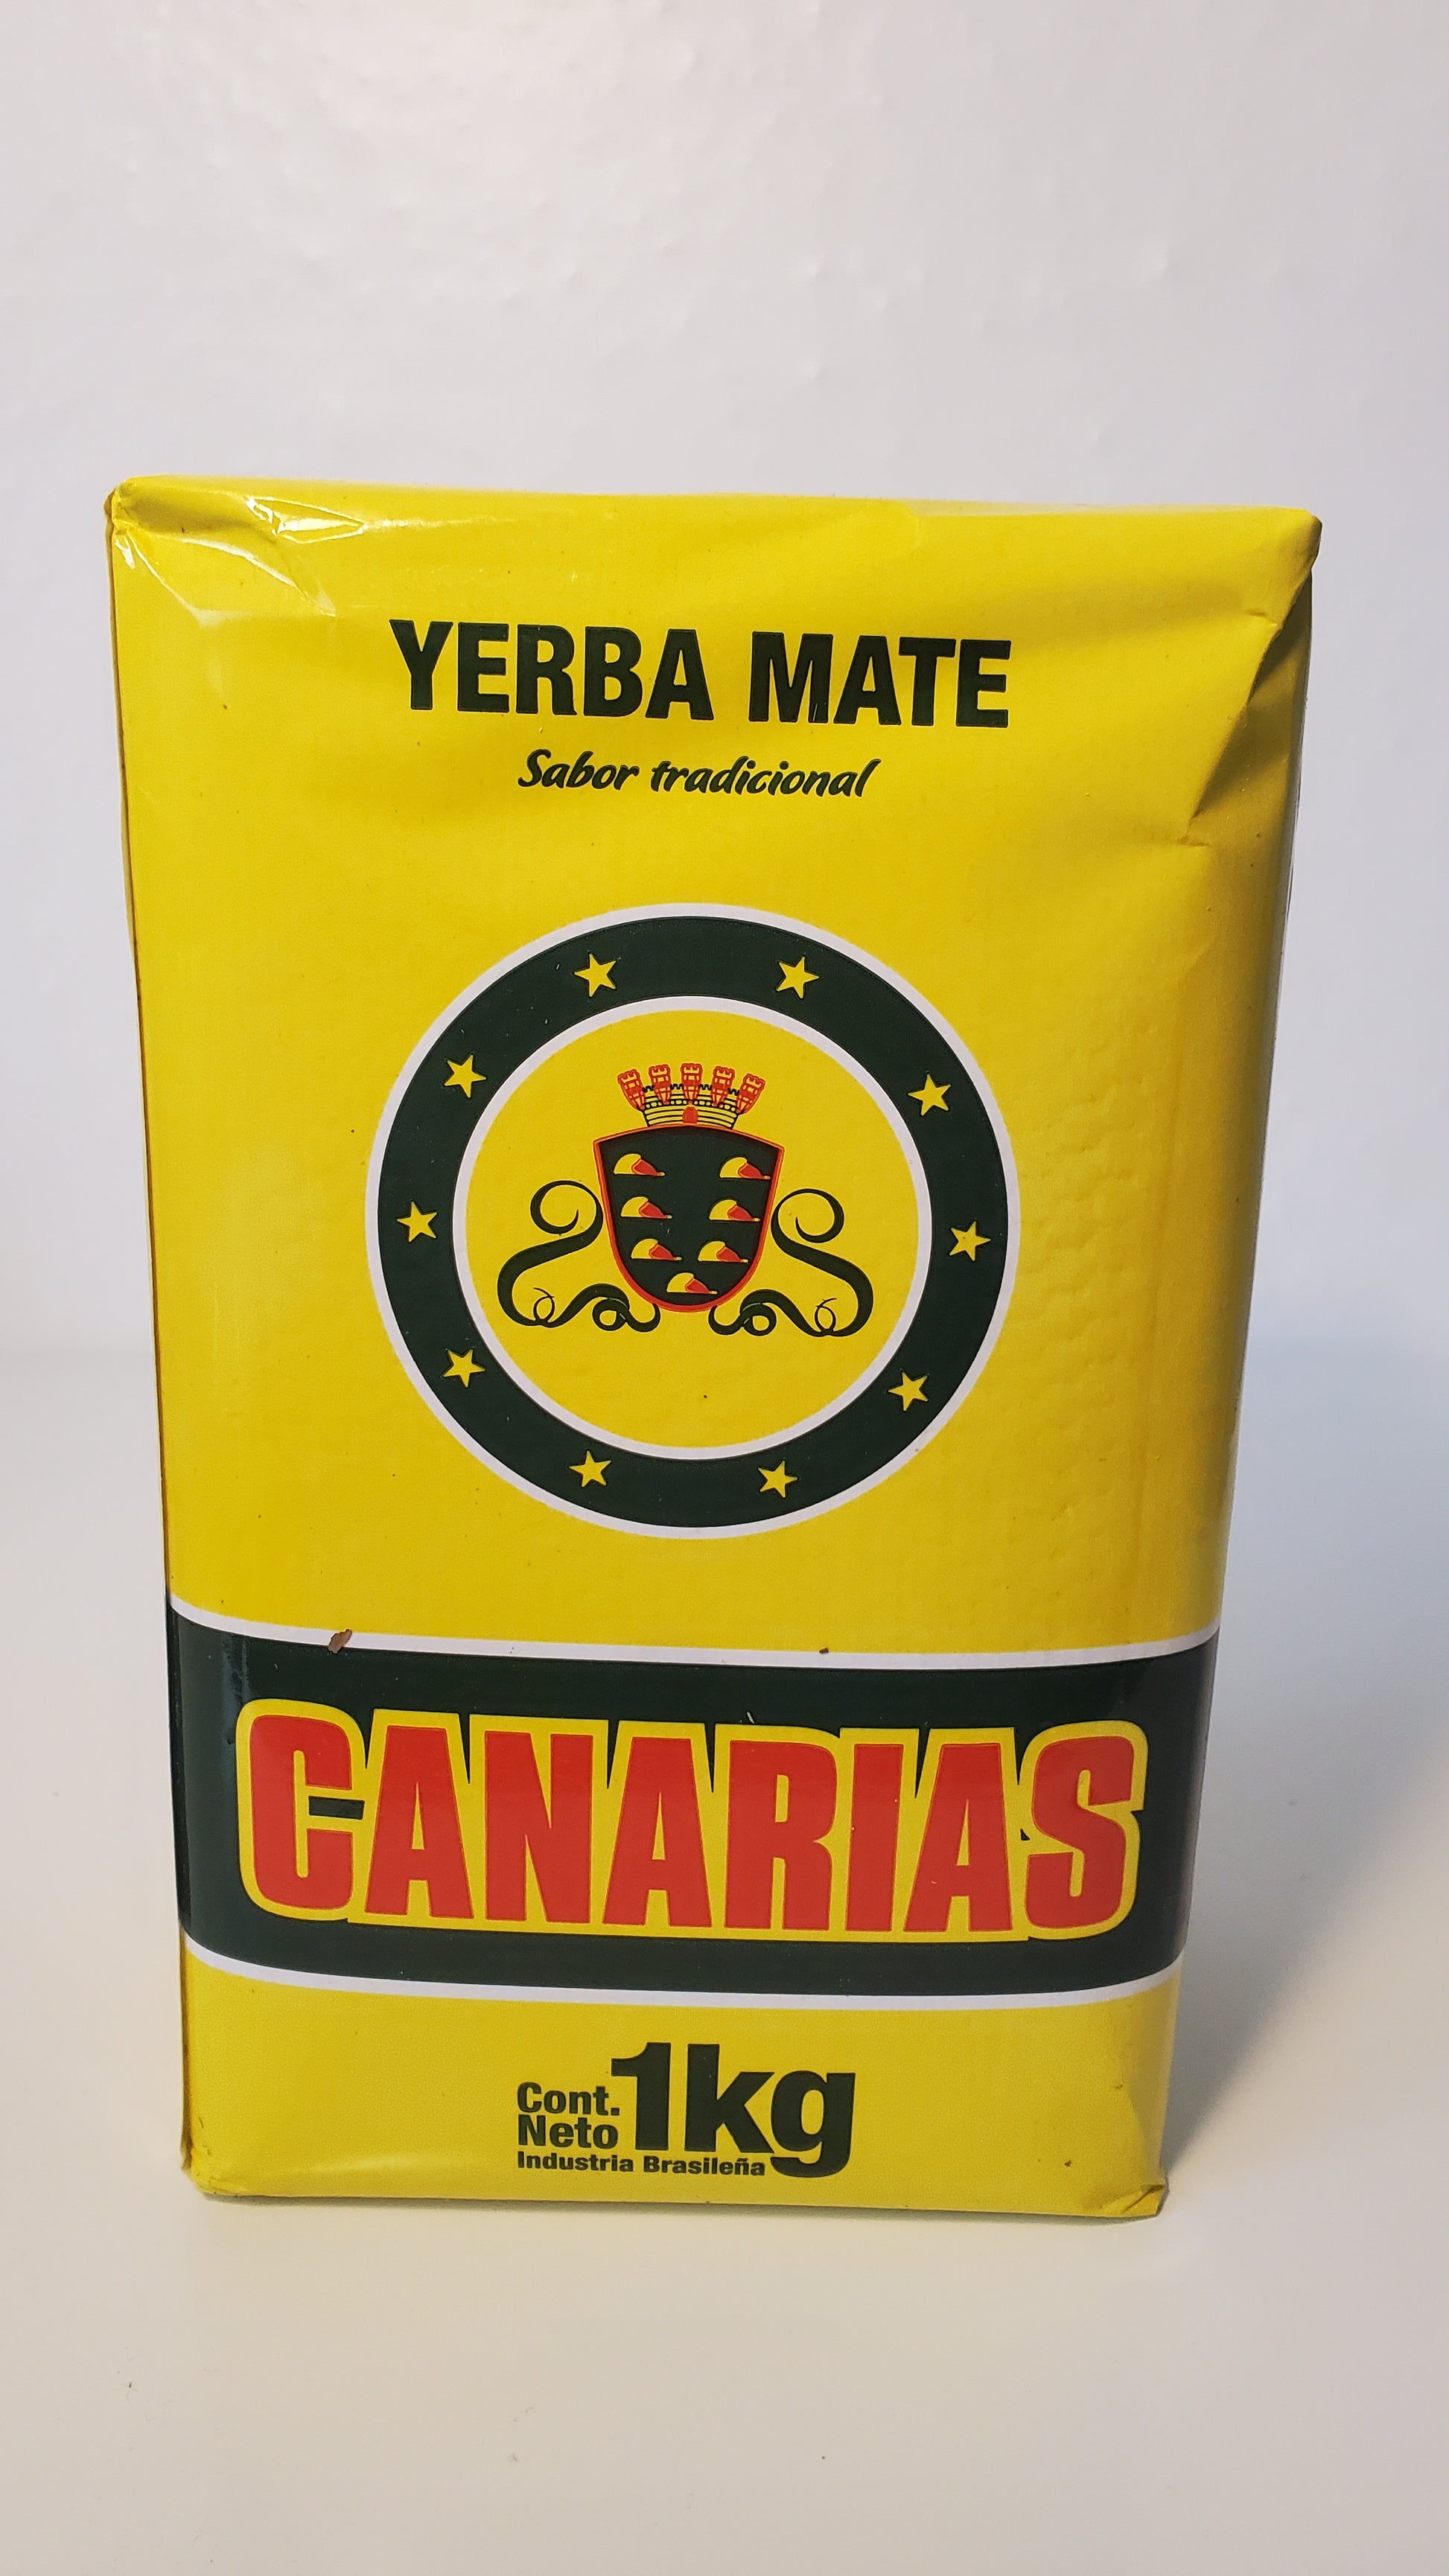 YERBA MATE
Sabor tradicional
CANARIAS
Cont. Neto 1kg
Industria Brasileña